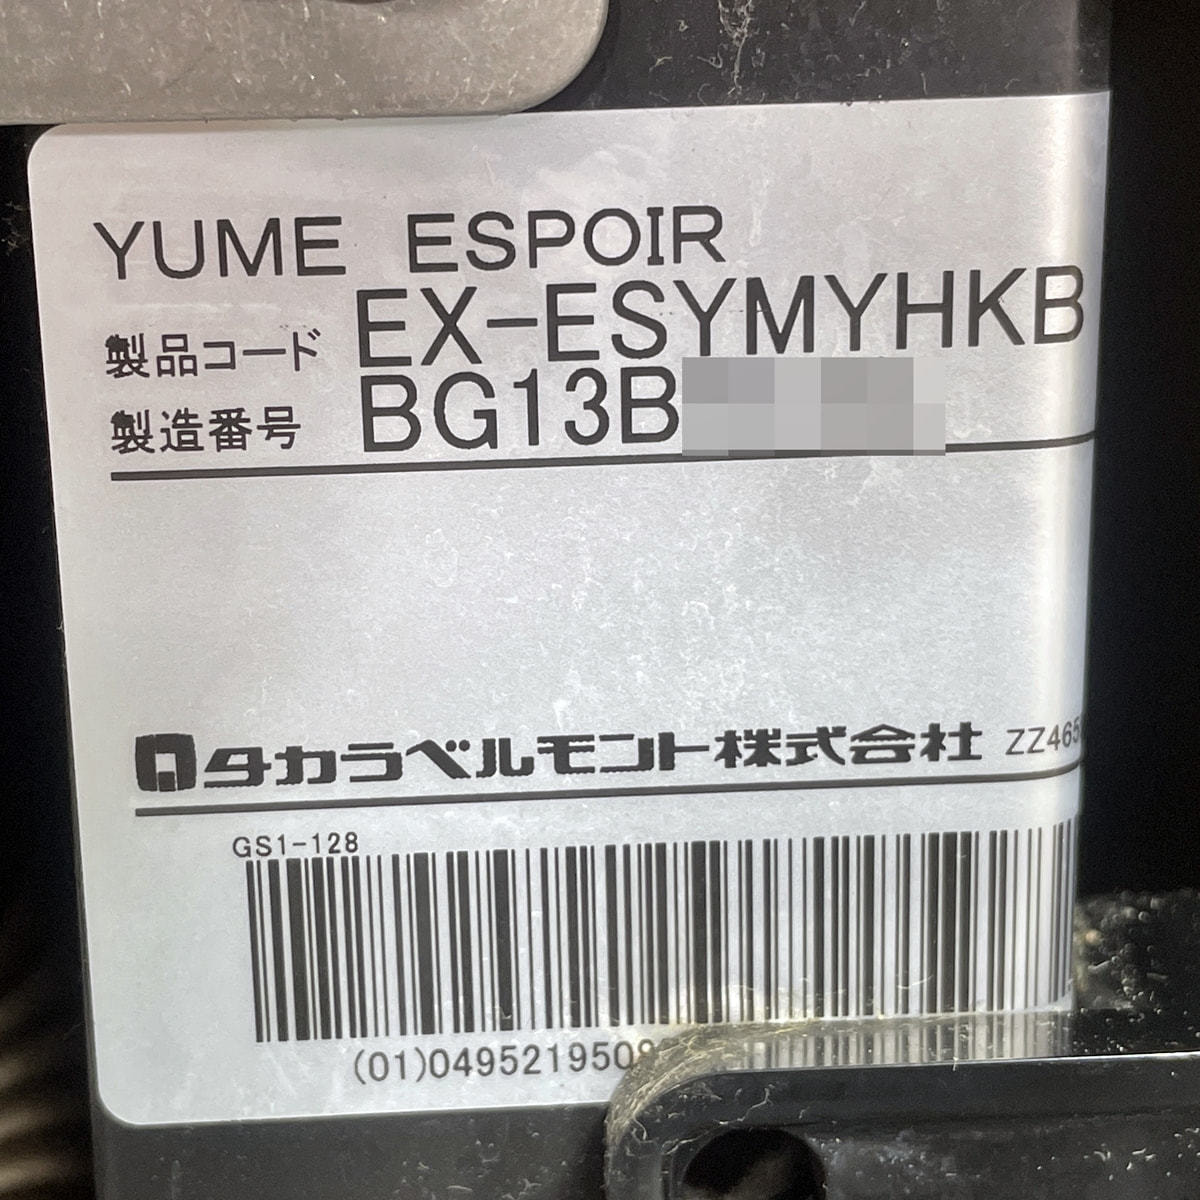 YUME ESPOIR
製品コード EX-ESYMYHKB
製造番号 BG13B
タカラベルモント株式会社 ZZ465
GS1-128
(01)0495219508